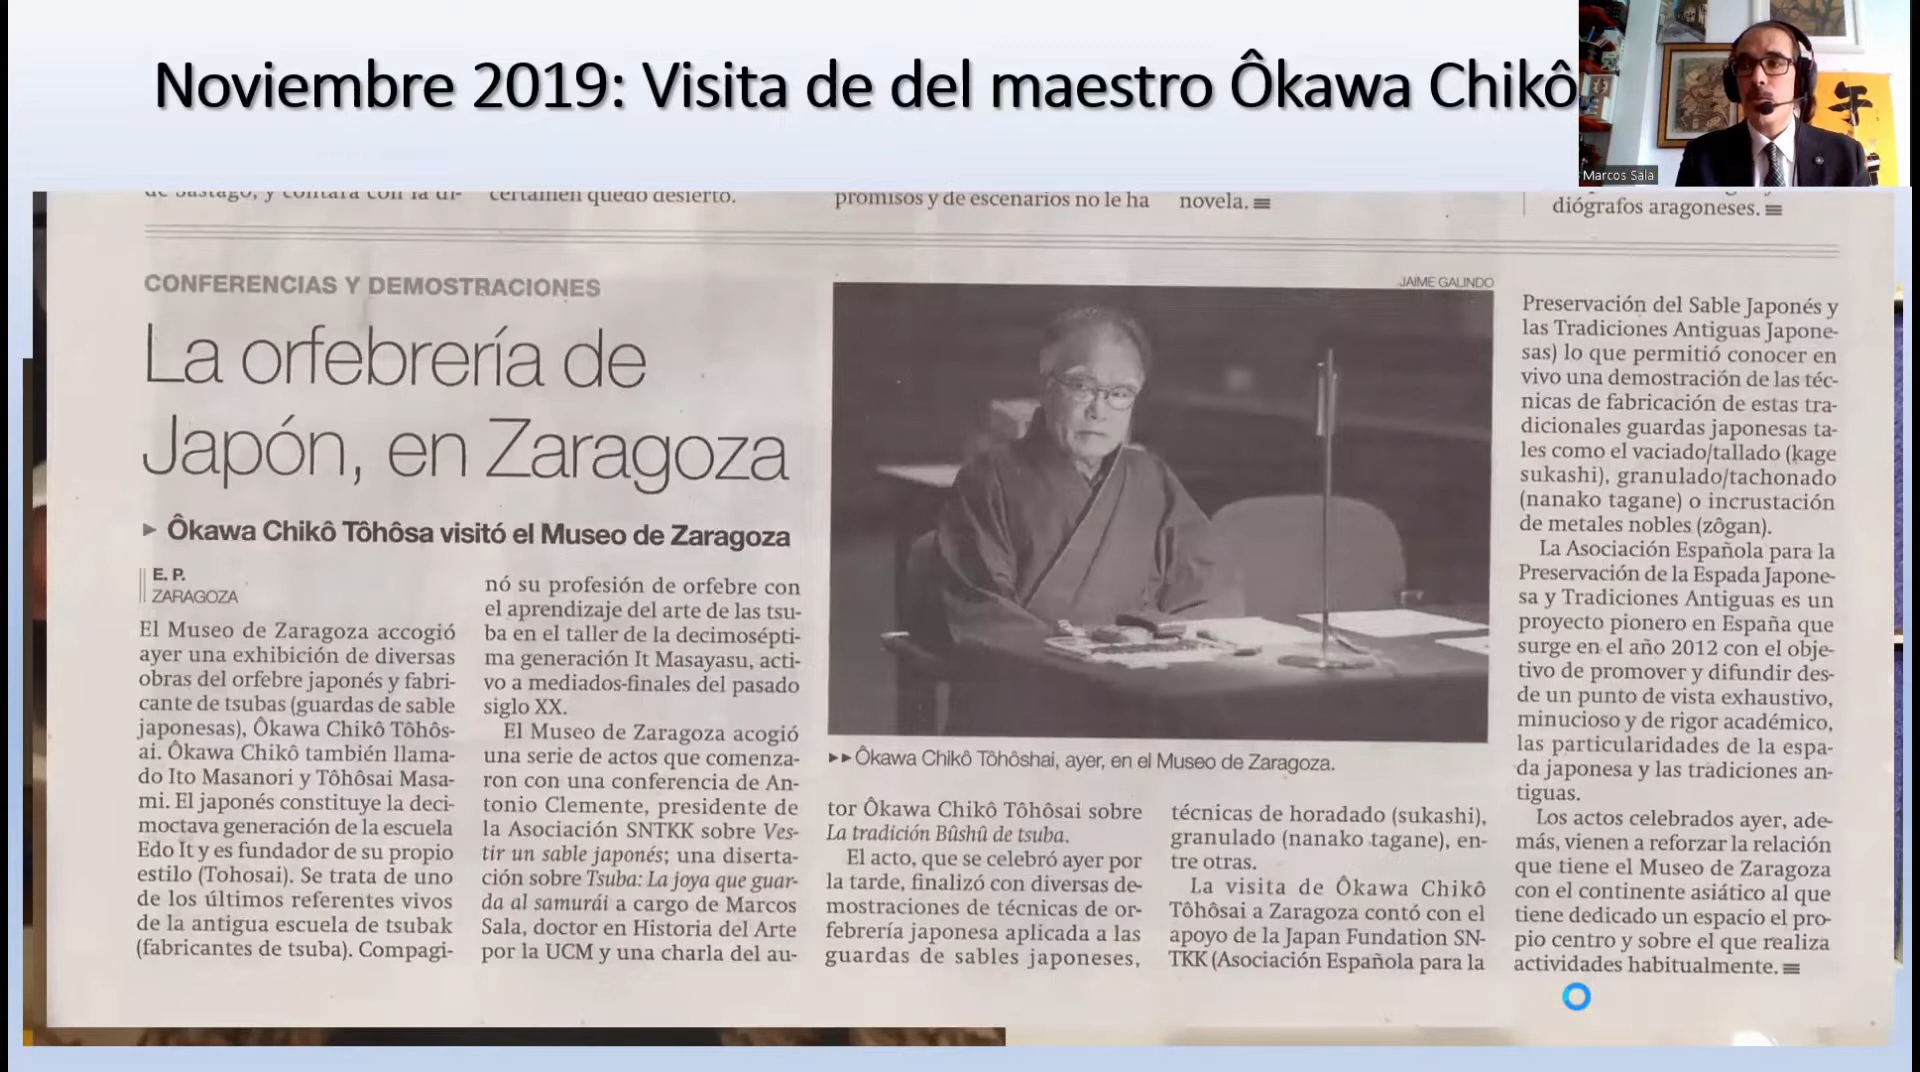 Noviembre 2019: Visita de del maestro Ôkawa Chikô
Marcos Sala
de Sástago, y contará con la di-
certamen quedó desierto.
promisos y de escenarios no le ha
novela.
diógrafos aragoneses.
CONFERENCIAS Y DEMOSTRACIONES
La orfebrería de
Japón, en Zaragoza
Ôkawa Chikô Tôhôsa visitó el Museo de Zaragoza
E. P.
ZARAGOZA
El Museo de Zaragoza accogió
ayer una exhibición de diversas
obras del orfebre japonés y fabri-
cante de tsubas (guardas de sable
japonesas), Ôkawa Chikô Tôhôs-
ai. Ôkawa Chikô también llama-
do Ito Masanori y Tôhôsai Masa-
mi. El japonés constituye la deci-
moctava generación de la escuela
Edo It y es fundador de su propio
estilo (Tohosai). Se trata de uno
de los últimos referentes vivos
de la antigua escuela de tsubak
(fabricantes de tsuba). Compagi-
nó su profesión de orfebre con
el aprendizaje del arte de las tsu-
ba en el taller de la decimosépti-
ma generación It Masayasu, acti-
vo a mediados-finales del pasado
siglo XX.
El Museo de Zaragoza acogió
una serie de actos que comenza-
ron con una conferencia de An-
tonio Clemente, presidente de
la Asociación SNTKK sobre Ves-
tir un sable japonés; una diserta-
ción sobre Tsuba: La joya que guar-
da al samurái a cargo de Marcos
Sala, doctor en Historia del Arte
por la UCM y una charla del au-
JAIME GALINDO
Ôkawa Chikô Tôhôshai, ayer, en el Museo de Zaragoza.
tor Ôkawa Chikô Tôhôsai sobre
La tradición Bûshû de tsuba.
El acto, que se celebró ayer por
la tarde, finalizó con diversas de-
mostraciones de técnicas de or-
febrería japonesa aplicada a las
guardas de sables japoneses,
técnicas de horadado (sukashi),
granulado (nanako tagane), en-
tre otras.
La visita de Ôkawa Chikô
Tôhôsai a Zaragoza contó con el
apoyo de la Japan Fundation SN-
TKK (Asociación Española para la
Preservación del Sable Japonés y
las Tradiciones Antiguas Japone-
sas) lo que permitió conocer en
vivo una demostración de las téc-
nicas de fabricación de estas tra-
dicionales guardas japonesas ta-
les como el vaciado/tallado (kage
sukashi), granulado/tachonado
(nanako tagane) o incrustación
de metales nobles (zôgan).
La Asociación Española para la
Preservación de la Espada Japone-
sa y Tradiciones Antiguas es un
proyecto pionero en España que
surge en el año 2012 con el obje-
tivo de promover y difundir des-
de un punto de vista exhaustivo,
minucioso y de rigor académico,
las particularidades de la espa-
da japonesa y las tradiciones an-
tiguas.
Los actos celebrados ayer, ade-
más, vienen a reforzar la relación
que tiene el Museo de Zaragoza
con el continente asiático al que
tiene dedicado un espacio el pro-
pio centro y sobre el que realiza
actividades habitualmente.